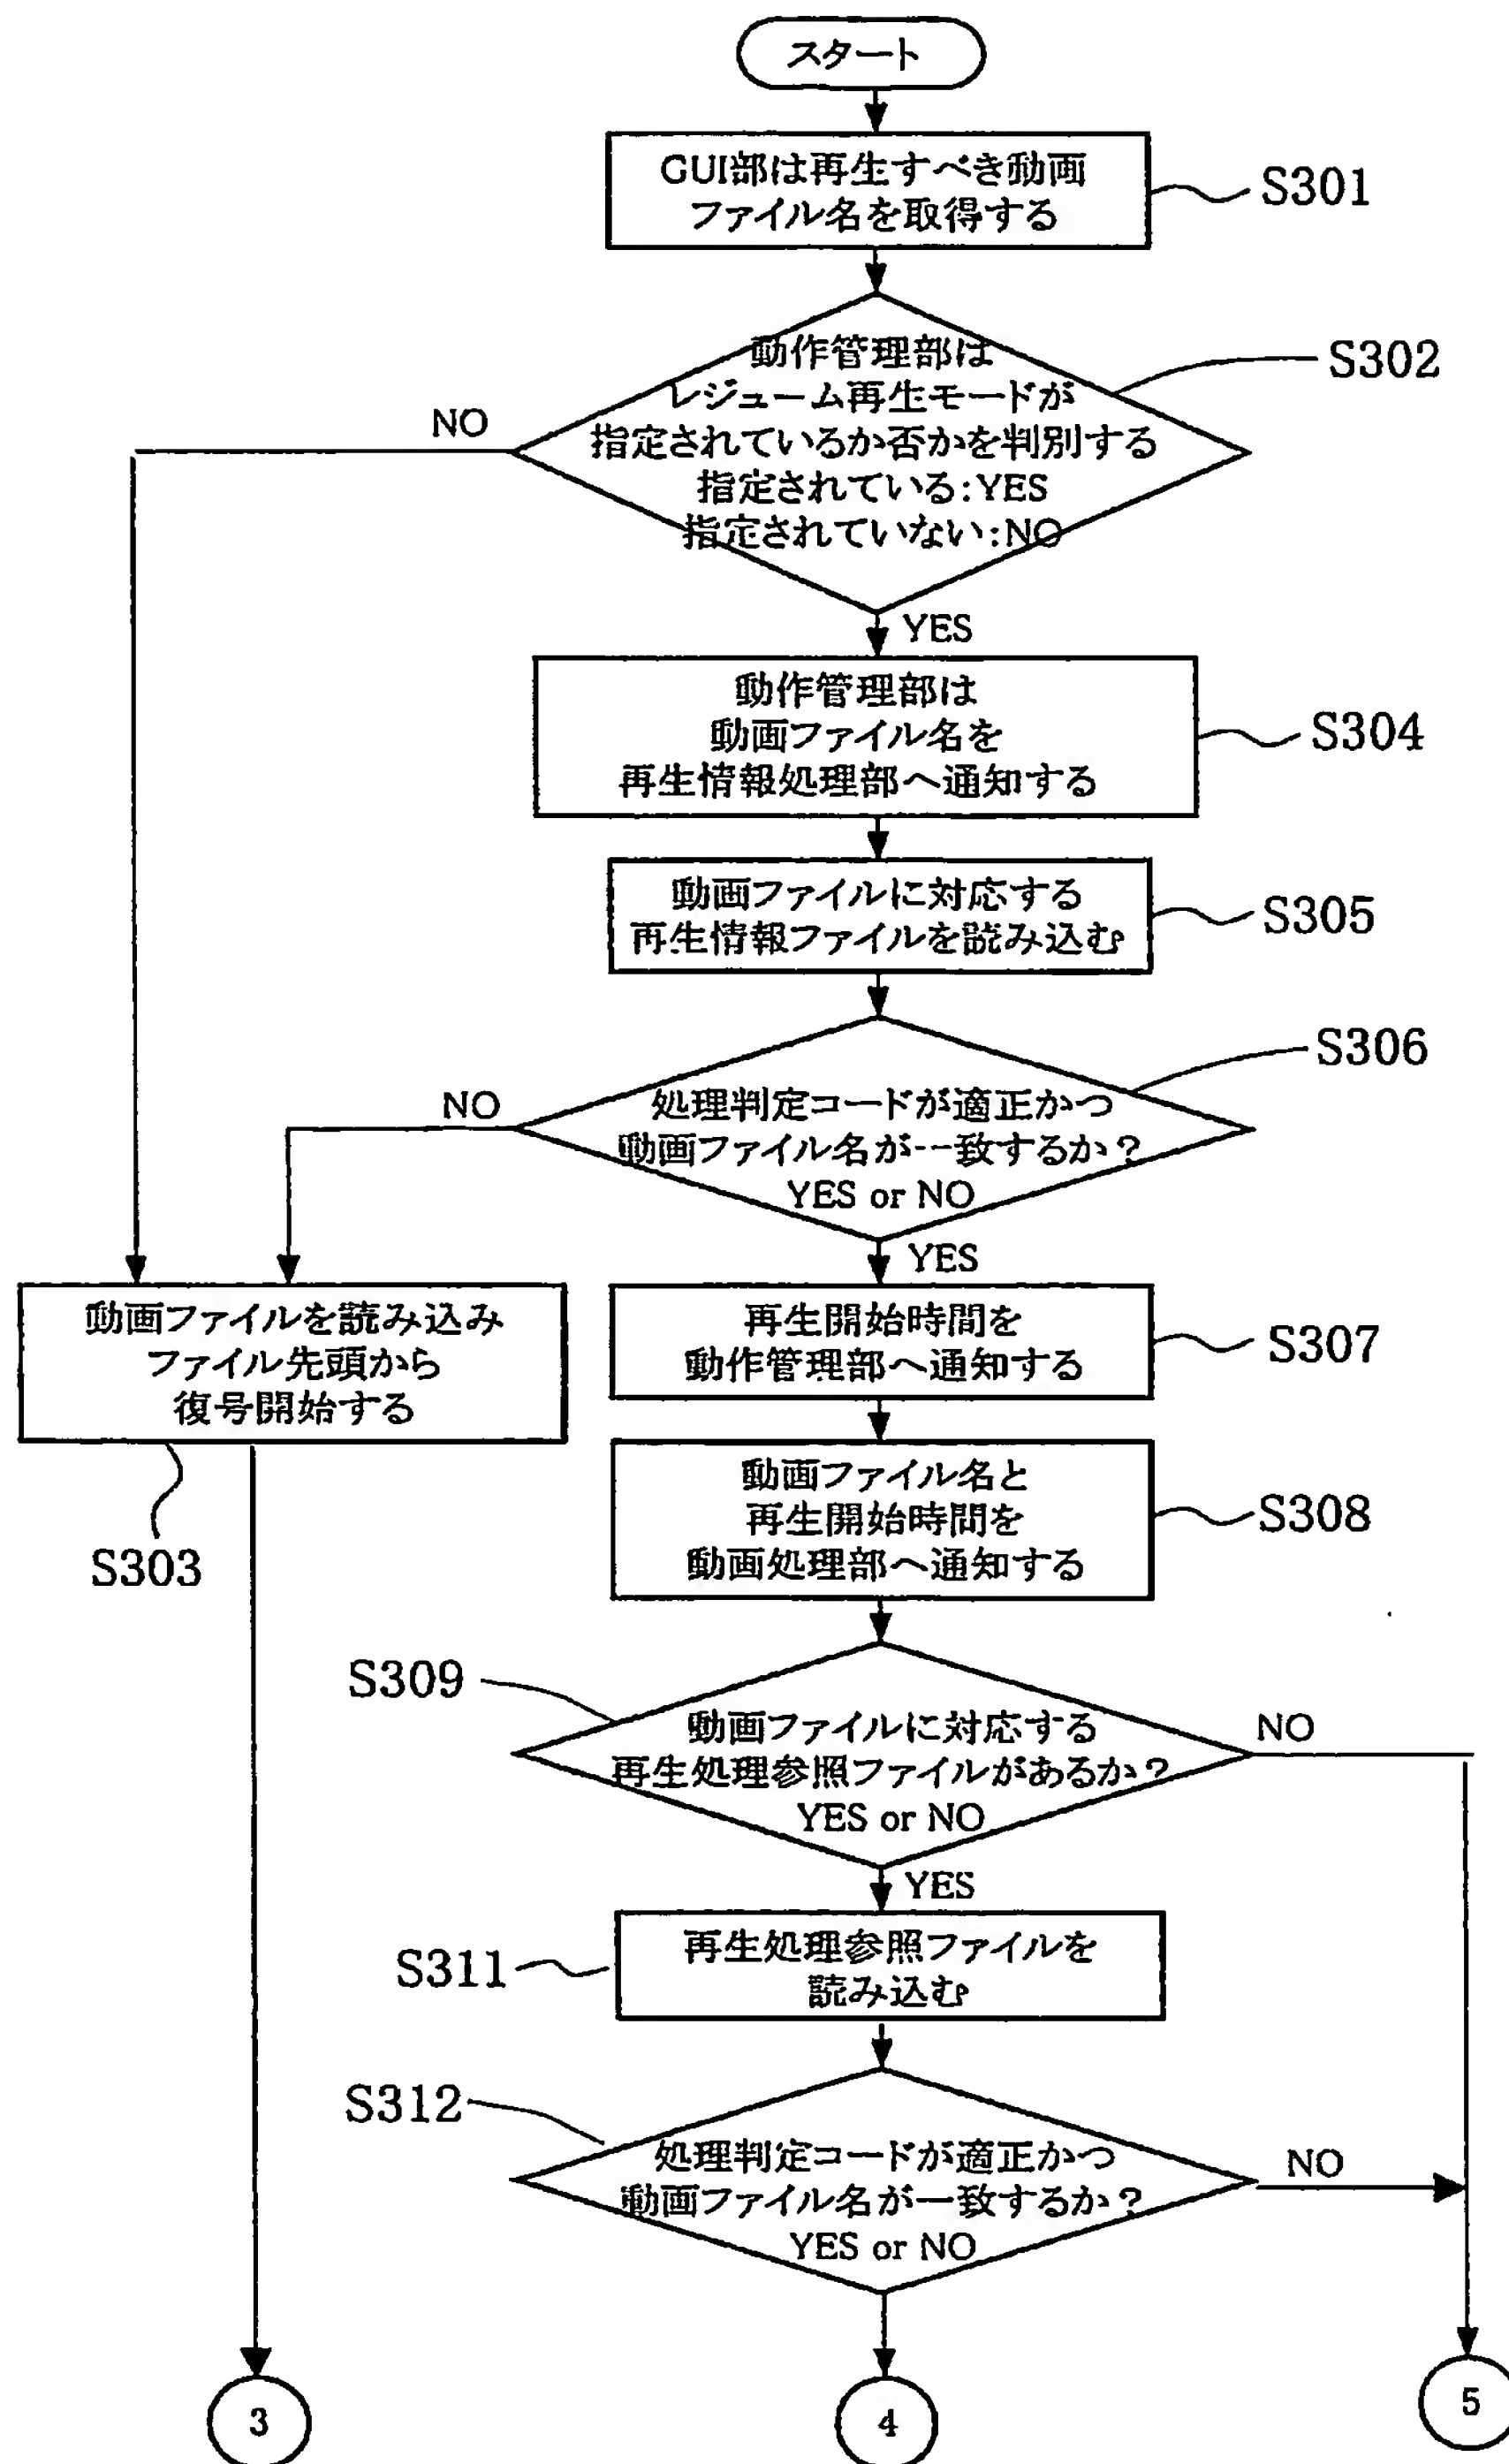 スタート
GUI部は再生すべき動画
ファイル名を取得する
S301
動作管理部は
レジューム再生モードが
指定されているか否かを判別する
指定されている:YES
指定されていない:NO
S302
NO
YES
動作管理部は
動画ファイル名を
再生情報処理部へ通知する
S304
動画ファイルに対応する
再生情報ファイルを読み込む
S305
処理判定コードが適正かつ
動画ファイル名が一致するか?
YES or NO
S306
NO
YES
動画ファイルを読み込み
ファイル先頭から
復号開始する
S303
再生開始時間を
動作管理部へ通知する
S307
動画ファイル名と
再生開始時間を
動画処理部へ通知する
S308
S309
動画ファイルに対応する
再生処理参照ファイルがあるか?
YES or NO
NO
YES
S311
再生処理参照ファイルを
読み込む
S312
処理判定コードが適正かつ
動画ファイル名が一致するか?
YES or NO
NO
3
4
5